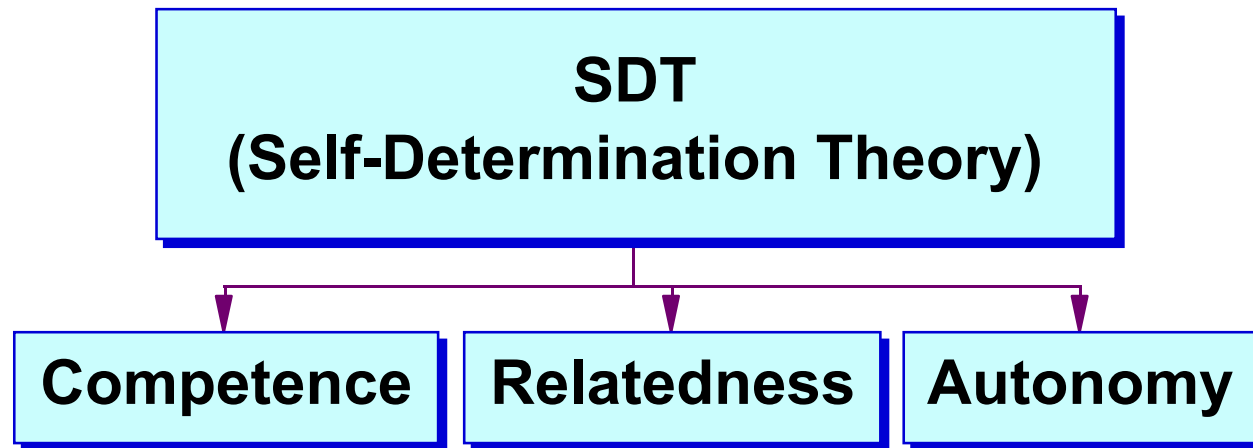 SDT
(Self-Determination Theory)
Competence
Relatedness
Autonomy